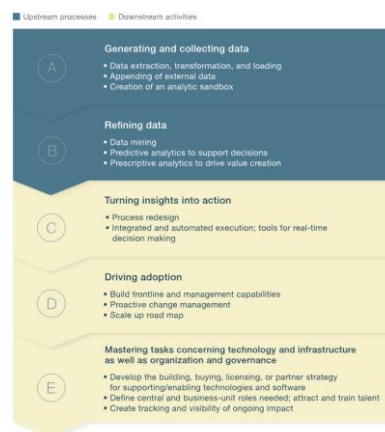 Upstream processes
Downstream activities
A
Generating and collecting data
• Data extraction, transformation, and loading
• Appending of external data
• Creation of an analytic sandbox
B
Refining data
• Data mining
• Predictive analytics to support decisions
• Prescriptive analytics to drive value creation
C
Turning insights into action
• Process redesign
• Integrated and automated execution; tools for real-time
decision making
D
Driving adoption
• Build frontline and management capabilities
• Proactive change management
• Scale up road map
E
Mastering tasks concerning technology and infrastructure
as well as organization and governance
• Develop the building, buying, licensing, or partner strategy
for supporting/enabling technologies and software
• Define central and business-unit roles needed; attract and train talent
• Create tracking and visibility of ongoing impact